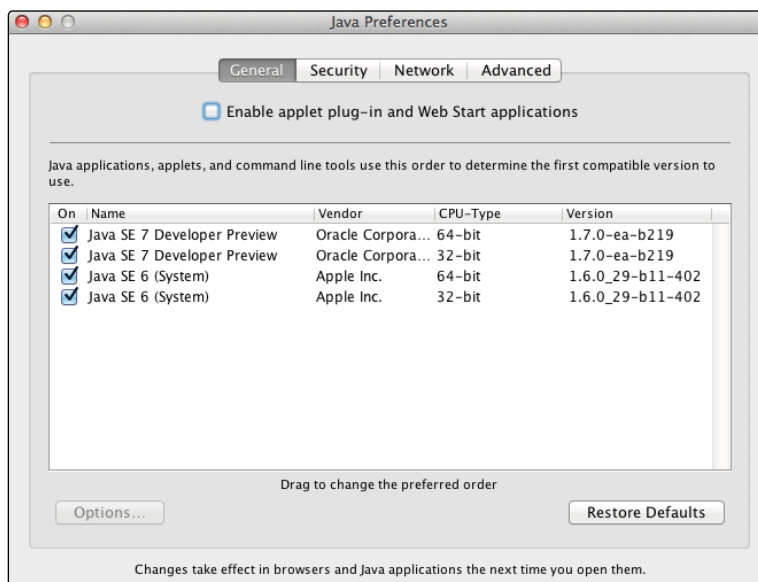 Java Preferences
General Security Network Advanced
Enable applet plug-in and Web Start applications
Java applications, applets, and command line tools use this order to determine the first compatible version to
use.
On Name Vendor CPU-Type Version
Java SE 7 Developer Preview Oracle Corpora... 64-bit 1.7.0-ea-b219
Java SE 7 Developer Preview Oracle Corpora... 32-bit 1.7.0-ea-b219
Java SE 6 (System) Apple Inc. 64-bit 1.6.0_29-b11-402
Java SE 6 (System) Apple Inc. 32-bit 1.6.0_29-b11-402
Drag to change the preferred order
Options... Restore Defaults
Changes take effect in browsers and Java applications the next time you open them.